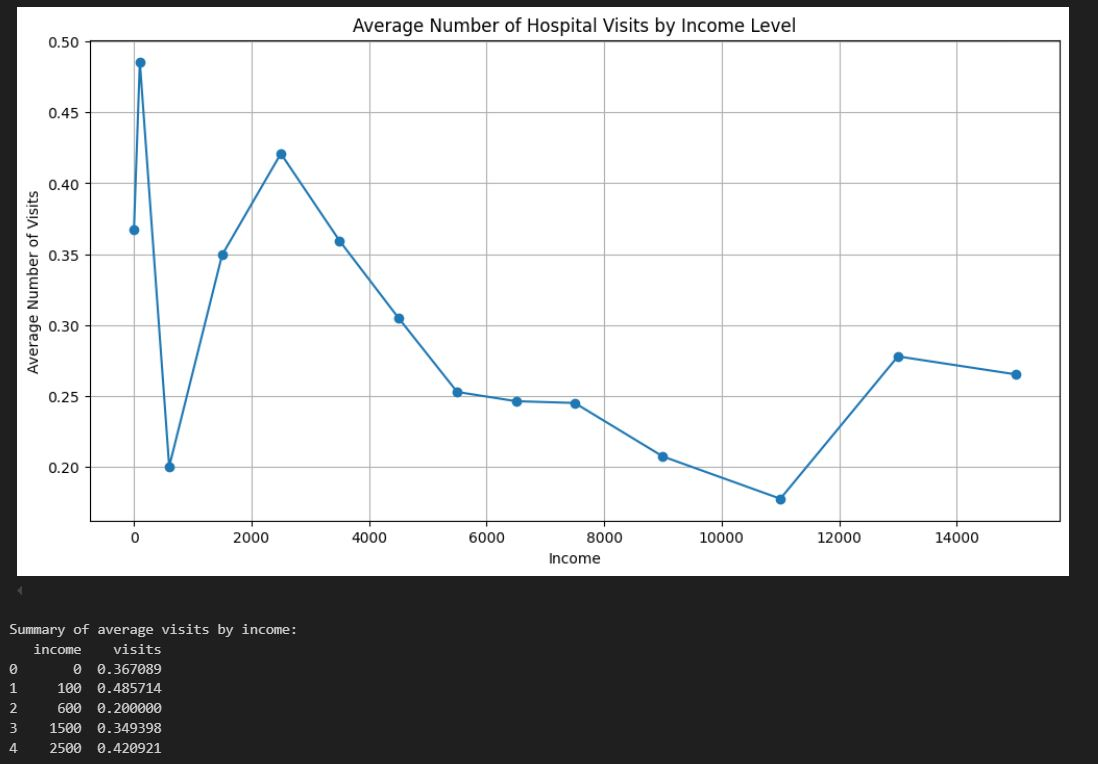 Average Number of Hospital Visits by Income Level
0.50
0.45
0.40
0.35
0.30
0.25
0.20
Average Number of Visits
0 2000 4000 6000 8000 10000 12000 14000
Income
Summary of average visits by income:
income visits
0 0 0.367089
1 100 0.485714
2 600 0.200000
3 1500 0.349398
4 2500 0.420921